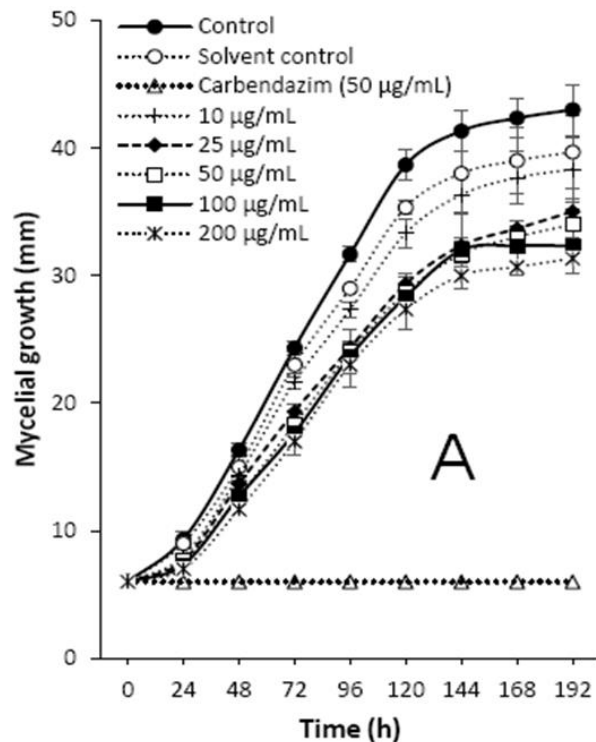 50
40
30
20
10
0
Mycelial growth (mm)
Control
Solvent control
Carbendazim (50 µg/mL)
10 µg/mL
25 µg/mL
50 µg/mL
100 µg/mL
200 µg/mL
A
0 24 48 72 96 120 144 168 192
Time (h)